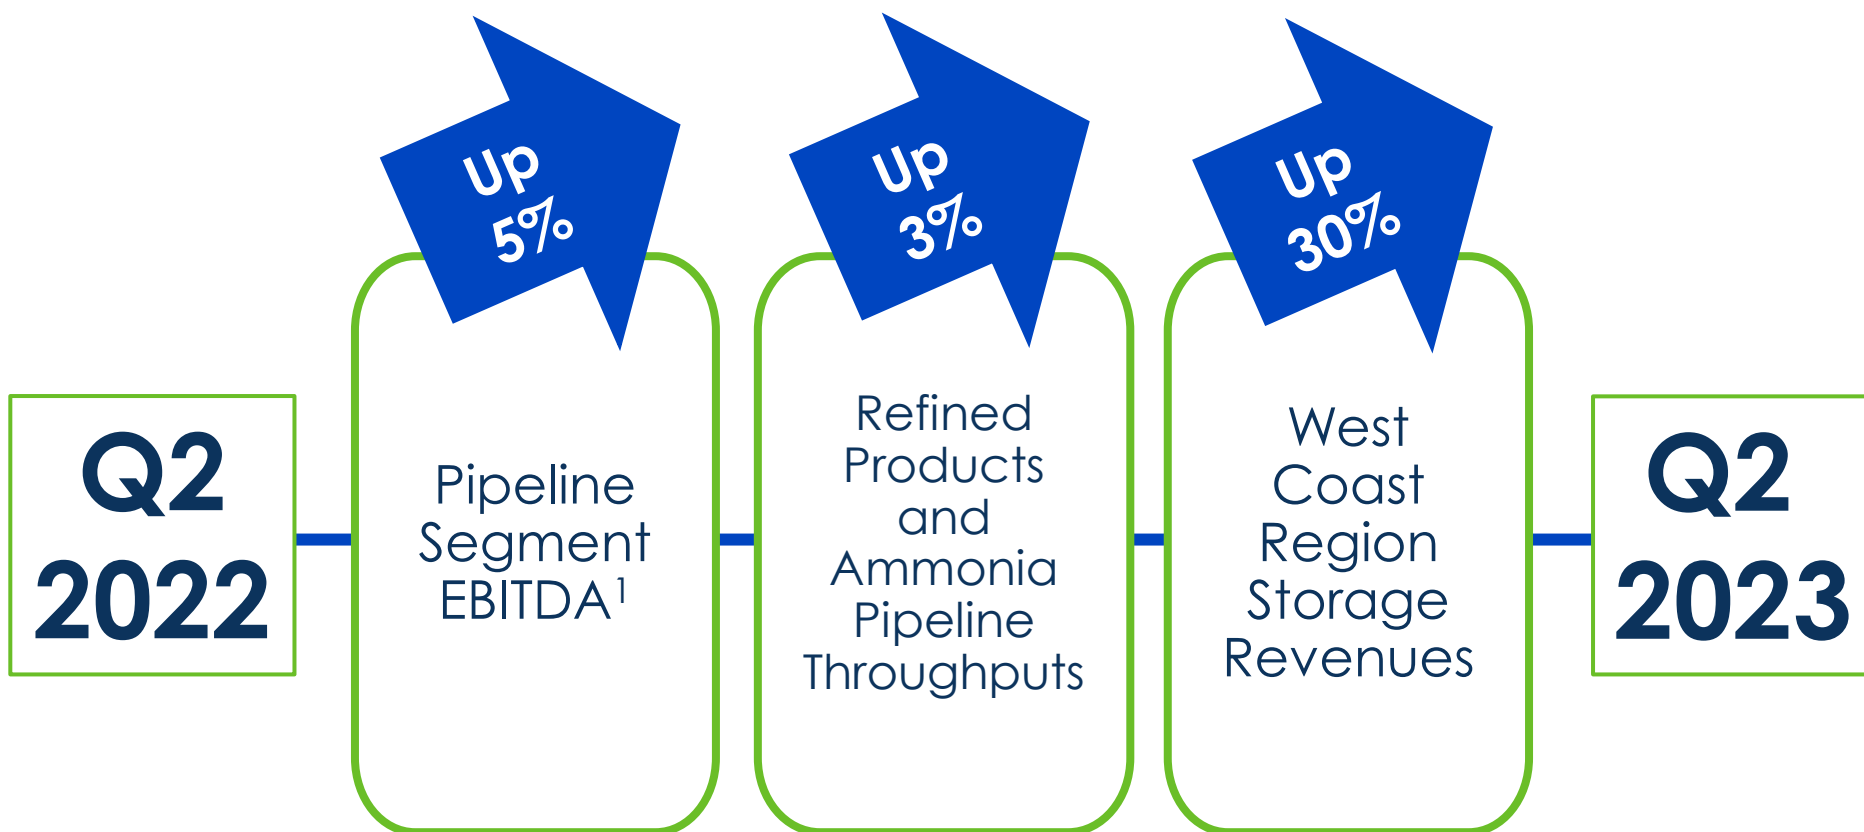 Up
5%
Up
3%
Up
30%
Q2
2022
Pipeline
Segment
EBITDA¹
Refined
Products
and
Ammonia
Pipeline
Throughputs
West
Coast
Region
Storage
Revenues
Q2
2023